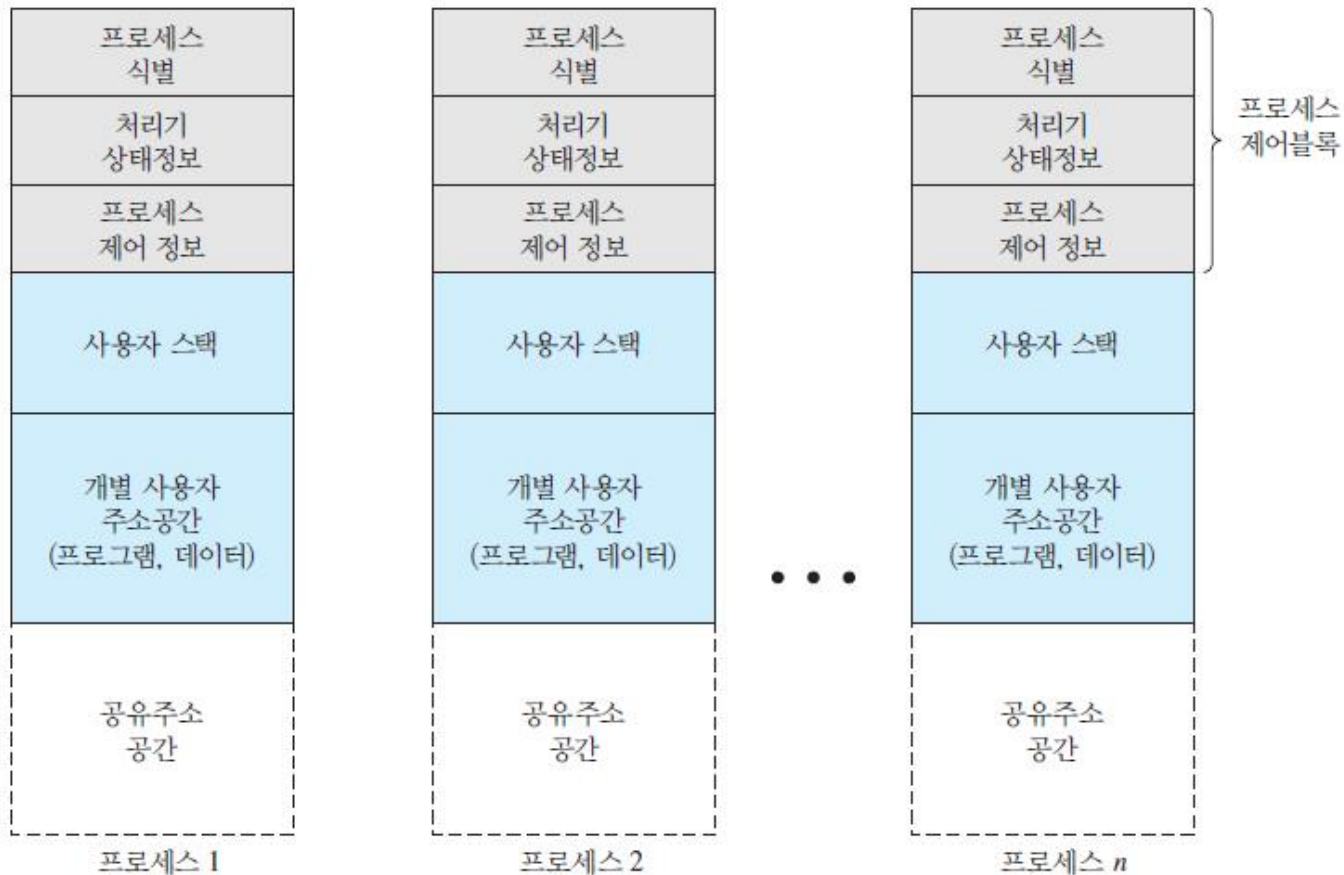 프로세스
식별
처리기
상태정보
프로세스
제어 정보
사용자 스택
개별 사용자
주소공간
(프로그램, 데이터)
공유주소
공간
프로세스 1
프로세스
식별
처리기
상태정보
프로세스
제어 정보
사용자 스택
개별 사용자
주소공간
(프로그램, 데이터)
공유주소
공간
프로세스 2
프로세스
식별
처리기
상태정보
프로세스
제어 정보
사용자 스택
개별 사용자
주소공간
(프로그램, 데이터)
공유주소
공간
프로세스 n
프로세스
제어블록